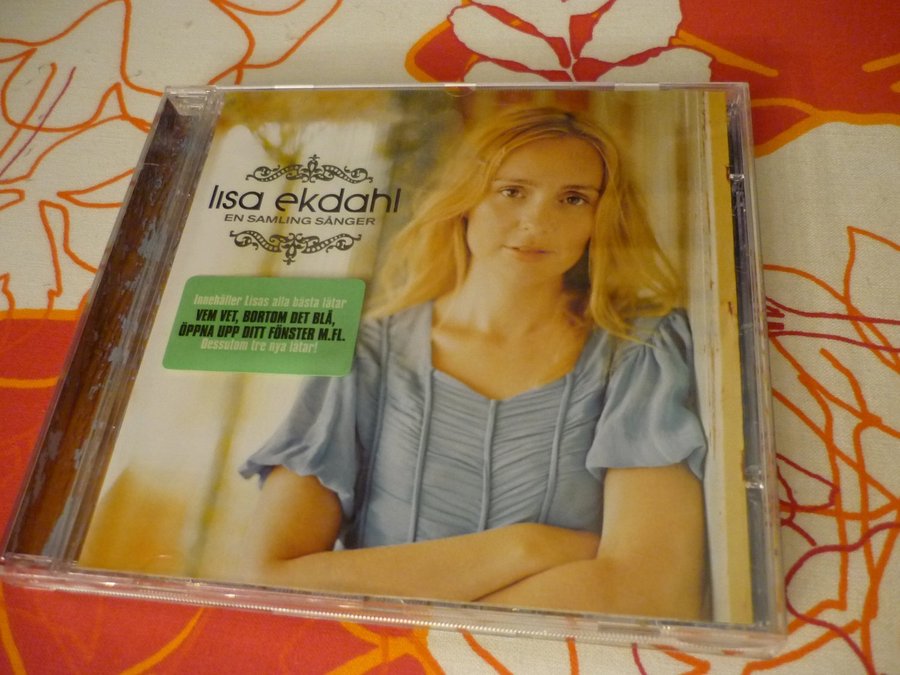 lisa ekdahl
EN SAMLING SÅNGER
Innehåller Lisas alla bästa låtar
VEM VET, BORTOM DET BLÅ,
ÖPPNA UPP DITT FÖNSTER M.FL.
Dessutom tre nya låtar!